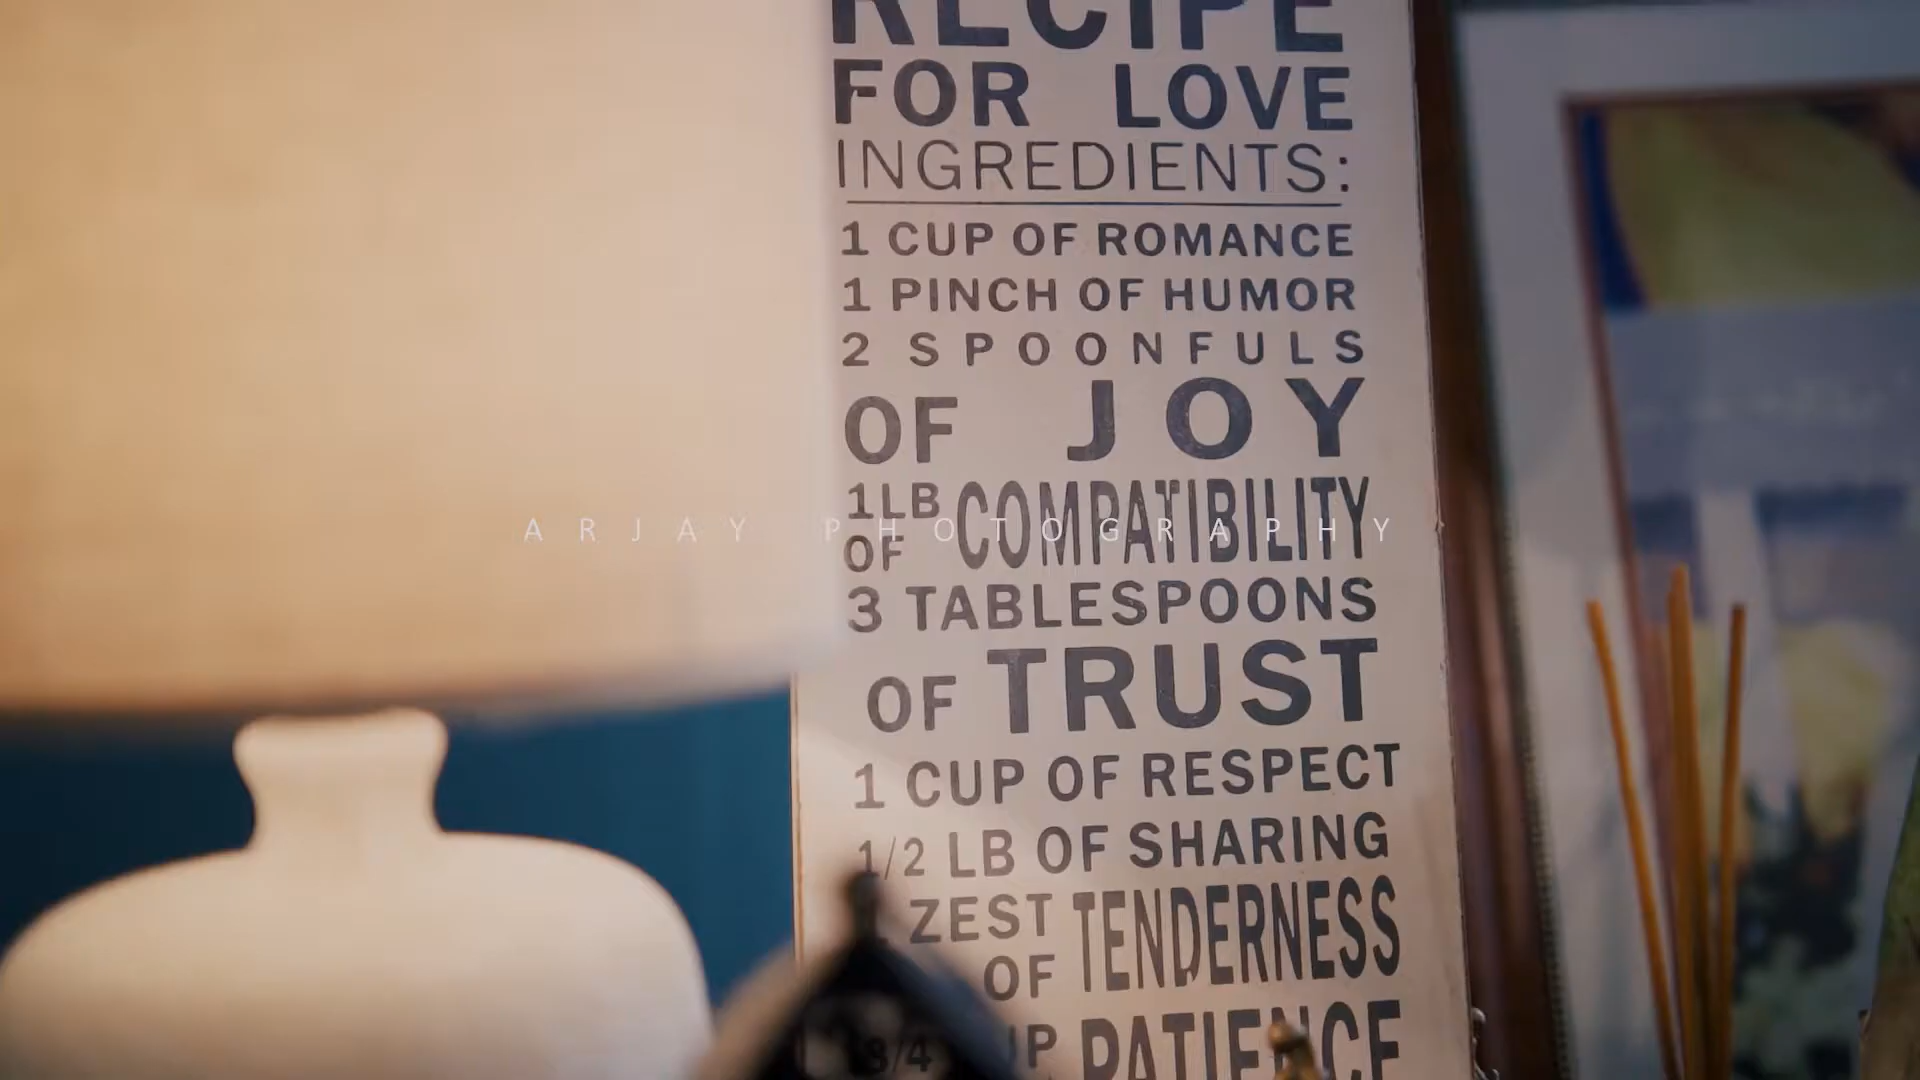 RECIPE
FOR LOVE
INGREDIENTS:
1 CUP OF ROMANCE
1 PINCH OF HUMOR
2 SPOONFULS
OF JOY
1LB OF COMPATIBILITY
ARJAY PHOTOGRAPHY
3 TABLESPOONS
OF TRUST
1 CUP OF RESPECT
1/2 LB OF SHARING
ZEST OF TENDERNESS
3/4 PATIENCE